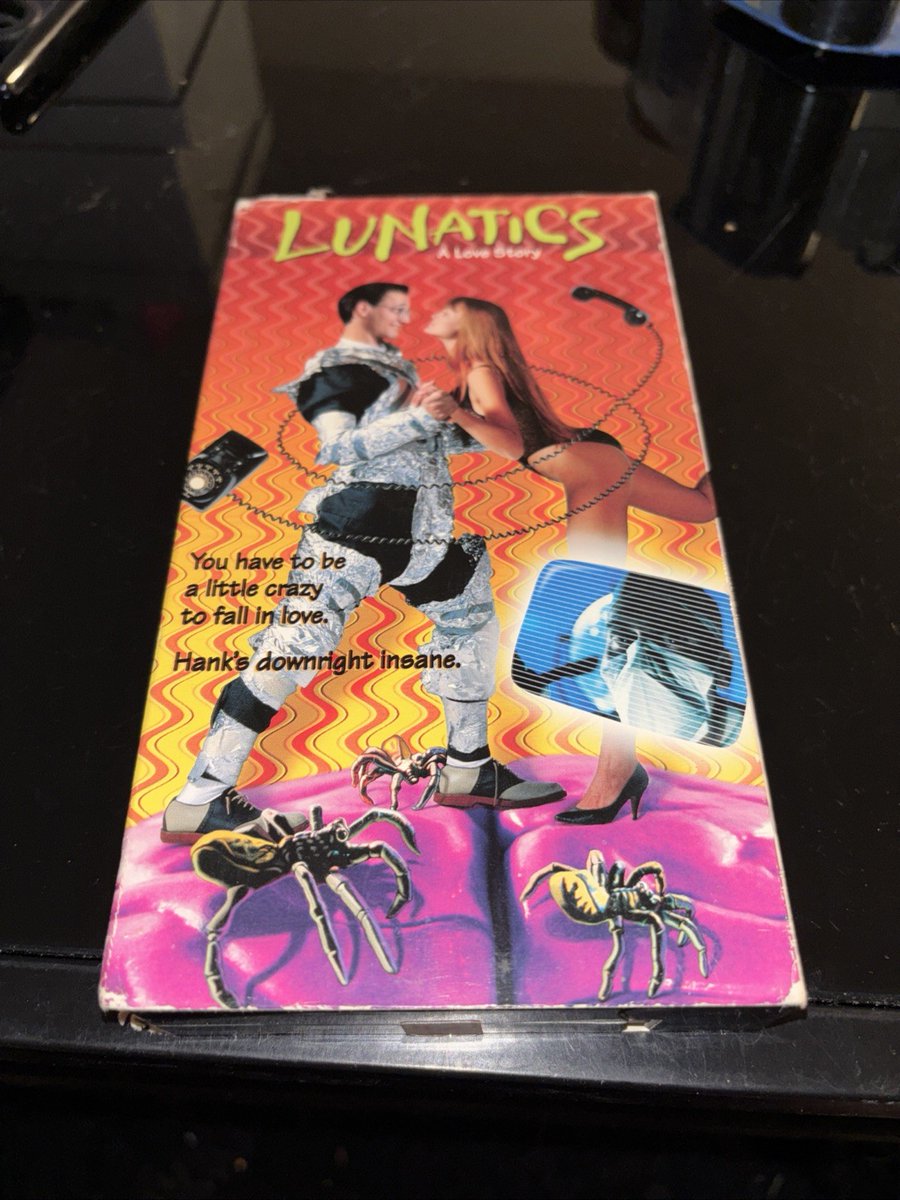 LUNATICS
A Love Story
You have to be
a little crazy
to fall in love.
Hank's downright insane.